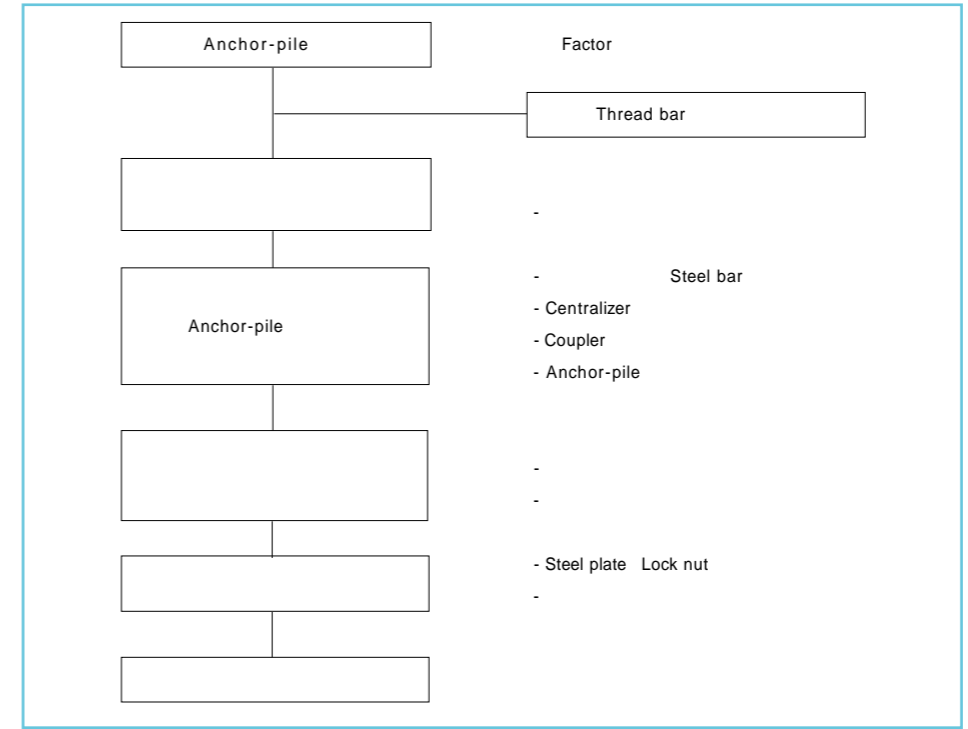 Anchor-pile
Factor
Thread bar
-
- Steel bar
Anchor-pile
- Centralizer
- Coupler
- Anchor-pile
-
-
- Steel plate Lock nut
-